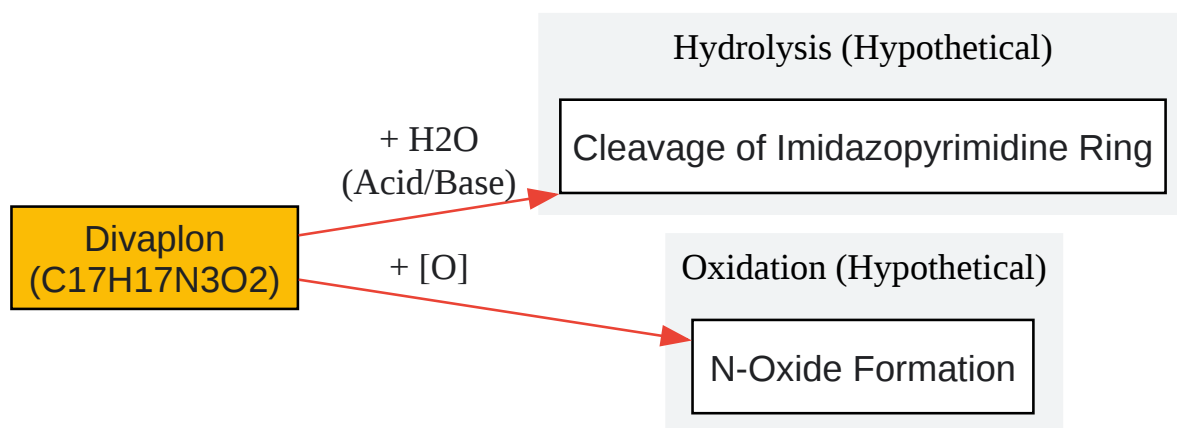 Hydrolysis (Hypothetical)
Cleavage of Imidazopyrimidine Ring
+ H2O
(Acid/Base)
Divaplon
(C17H17N3O2)
+ [O]
Oxidation (Hypothetical)
N-Oxide Formation